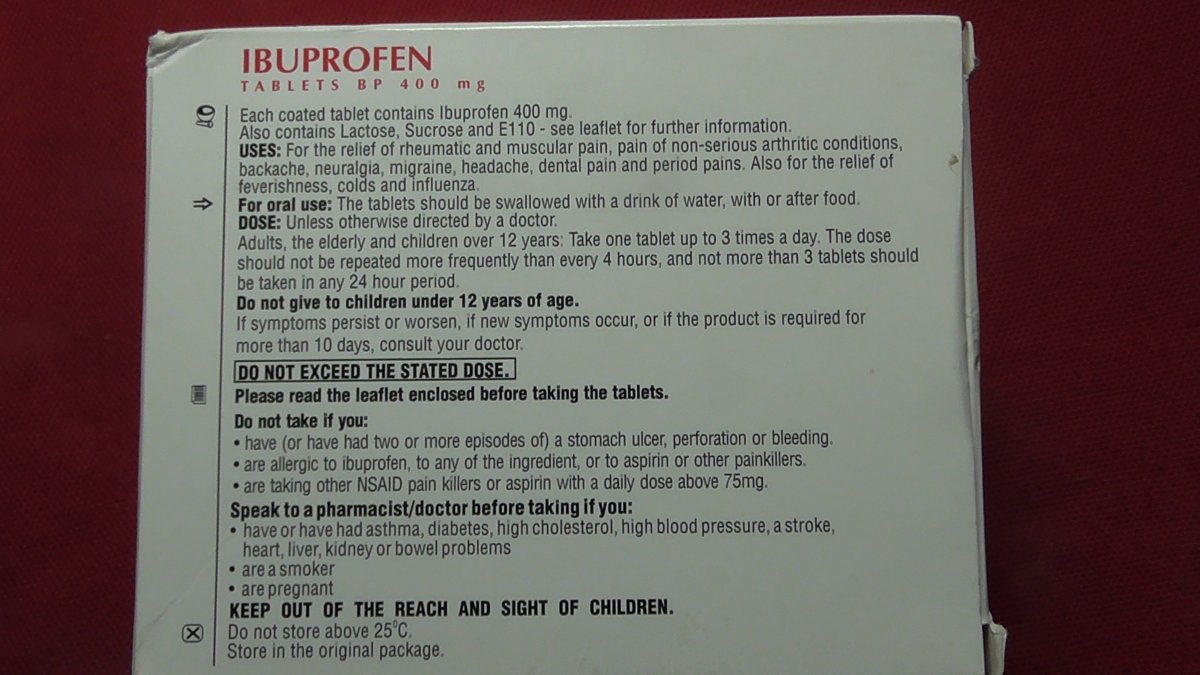 IBUPROFEN
TABLETS BP 400 mg
Each coated tablet contains Ibuprofen 400 mg.
Also contains Lactose, Sucrose and E110 - see leaflet for further information.
USES: For the relief of rheumatic and muscular pain, pain of non-serious arthritic conditions,
backache, neuralgia, migraine, headache, dental pain and period pains. Also for the relief of
feverishness, colds and influenza.
For oral use: The tablets should be swallowed with a drink of water, with or after food.
DOSE: Unless otherwise directed by a doctor.
Adults, the elderly and children over 12 years: Take one tablet up to 3 times a day. The dose
should not be repeated more frequently than every 4 hours, and not more than 3 tablets should
be taken in any 24 hour period.
Do not give to children under 12 years of age.
If symptoms persist or worsen, if new symptoms occur, or if the product is required for
more than 10 days, consult your doctor.
DO NOT EXCEED THE STATED DOSE.
Please read the leaflet enclosed before taking the tablets.
Do not take if you:
• have (or have had two or more episodes of) a stomach ulcer, perforation or bleeding.
• are allergic to ibuprofen, to any of the ingredient, or to aspirin or other painkillers.
• are taking other NSAID pain killers or aspirin with a daily dose above 75mg.
Speak to a pharmacist/doctor before taking if you:
• have or have had asthma, diabetes, high cholesterol, high blood pressure, a stroke,
heart, liver, kidney or bowel problems
• are a smoker
• are pregnant
KEEP OUT OF THE REACH AND SIGHT OF CHILDREN.
Do not store above 25⁰C.
Store in the original package.